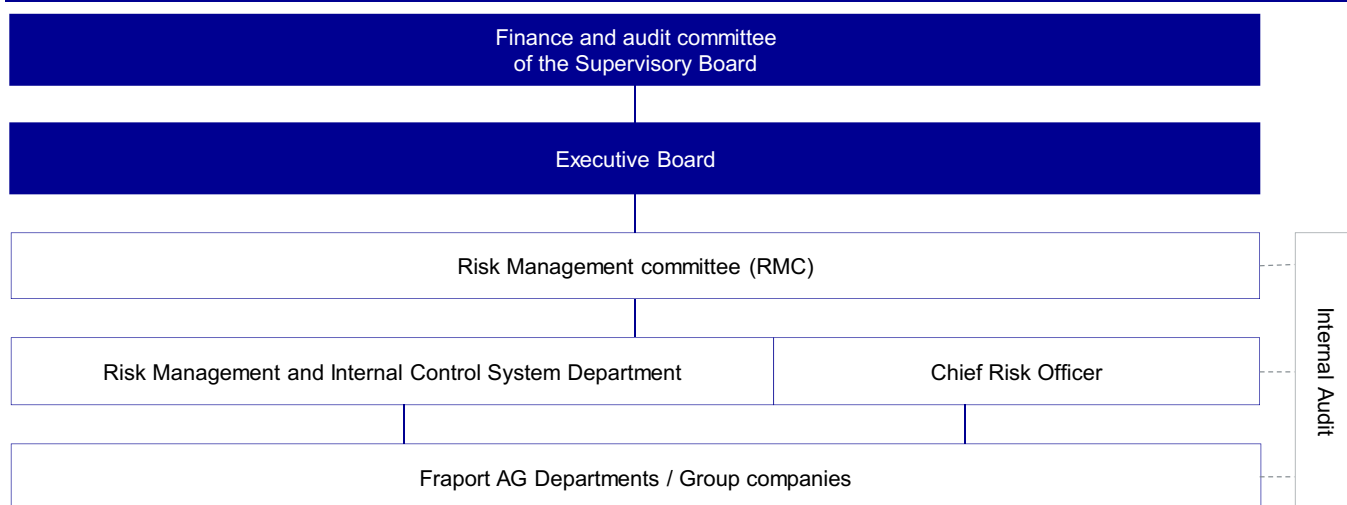 Finance and audit committee
of the Supervisory Board
Executive Board
Risk Management committee (RMC)
Risk Management and Internal Control System Department
Chief Risk Officer
Internal Audit
Fraport AG Departments / Group companies